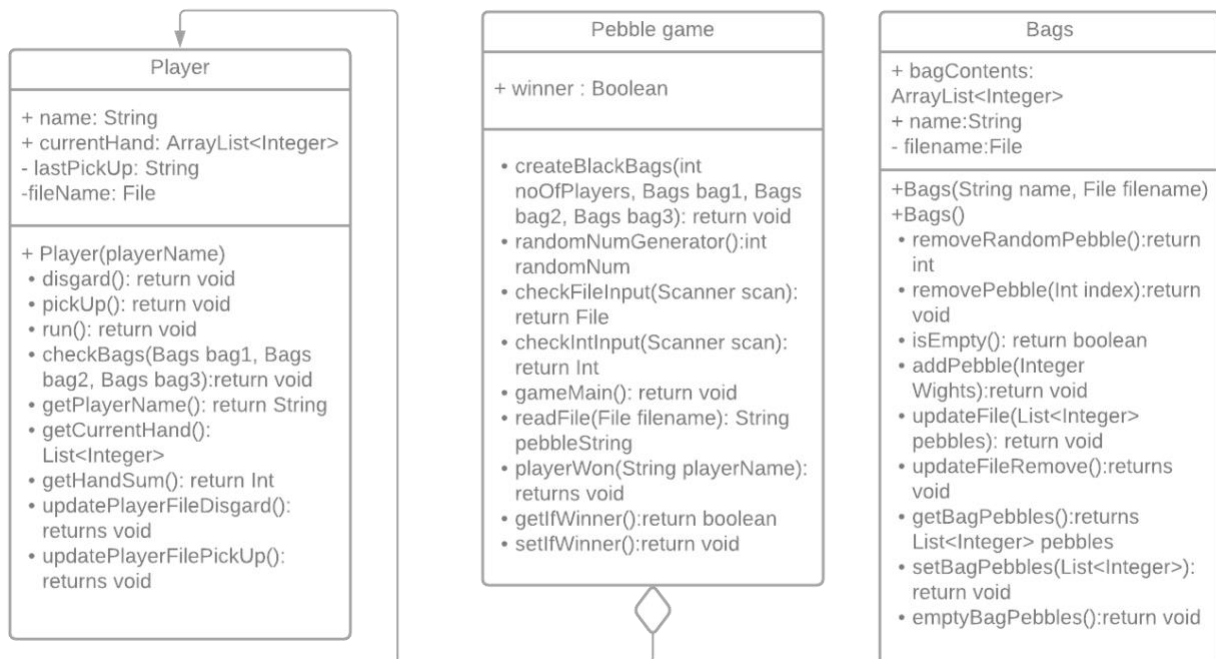 Player
+ name: String
+ currentHand: ArrayList<Integer>
- lastPickUp: String
-fileName: File
+ Player(playerName)
• disgard(): return void
• pickUp(): return void
• run(): return void
• checkBags(Bags bag1, Bags
bag2, Bags bag3):return void
• getPlayerName(): return String
• getCurrentHand():
List<Integer>
• getHandSum(): return Int
• updatePlayerFileDisgard():
returns void
• updatePlayerFilePickUp():
returns void
Pebble game
+ winner : Boolean
• createBlackBags(int
noOfPlayers, Bags bag1, Bags
bag2, Bags bag3): return void
• randomNumGenerator():int
randomNum
• checkFileInput(Scanner scan):
return File
• checkIntInput(Scanner scan):
return Int
• gameMain(): return void
• readFile(File filename): String
pebbleString
• playerWon(String playerName):
returns void
• getIfWinner():return boolean
• setIfWinner():return void
Bags
+ bagContents:
ArrayList<Integer>
+ name:String
- filename:File
+Bags(String name, File filename)
+Bags()
• removeRandomPebble():return
int
• removePebble(Int index):return
void
• isEmpty(): return boolean
• addPebble(Integer
Wights):return void
• updateFile(List<Integer>
pebbles): return void
• updateFileRemove():returns
void
• getBagPebbles():returns
List<Integer> pebbles
• setBagPebbles(List<Integer>):
return void
• emptyBagPebbles():return void